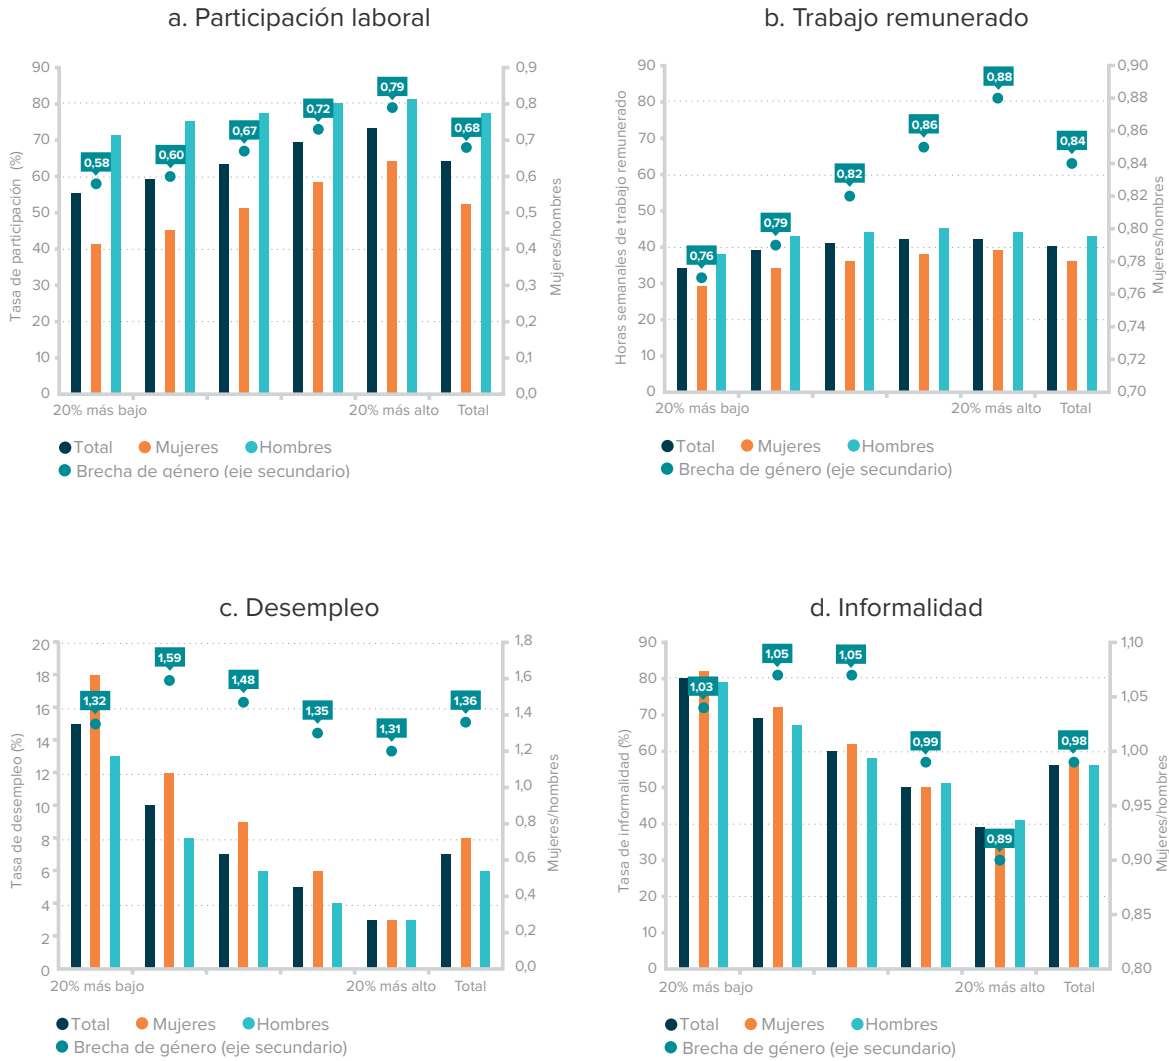 a. Participación laboral
90
80
70
60
50
40
30
20
10
0
Tasa de participación (%)
0,9
0,8
0,7
0,6
0,5
0,4
0,3
0,2
0,1
0,0
Mujeres/hombres
0,58
0,60
0,67
0,72
0,79
0,68
20% más bajo
20% más alto
Total
Total
Mujeres
Hombres
Brecha de género (eje secundario)
b. Trabajo remunerado
90
80
70
60
50
40
30
20
10
0
Horas semanales de trabajo remunerado
0,90
0,88
0,86
0,84
0,82
0,80
0,78
0,76
0,74
0,72
0,70
Mujeres/hombres
0,76
0,79
0,82
0,86
0,88
0,84
20% más bajo
20% más alto
Total
Total
Mujeres
Hombres
Brecha de género (eje secundario)
c. Desempleo
20
18
16
14
12
10
8
6
4
2
0
Tasa de desempleo (%)
1,8
1,6
1,4
1,2
1,0
0,8
0,6
0,4
0,2
0,0
Mujeres/hombres
1,32
1,59
1,48
1,35
1,31
1,36
20% más bajo
20% más alto
Total
Total
Mujeres
Hombres
Brecha de género (eje secundario)
d. Informalidad
90
80
70
60
50
40
30
20
10
0
Tasa de informalidad (%)
1,10
1,05
1,00
0,95
0,90
0,85
0,80
Mujeres/hombres
1,03
1,05
1,05
0,99
0,89
0,98
20% más bajo
20% más alto
Total
Total
Mujeres
Hombres
Brecha de género (eje secundario)